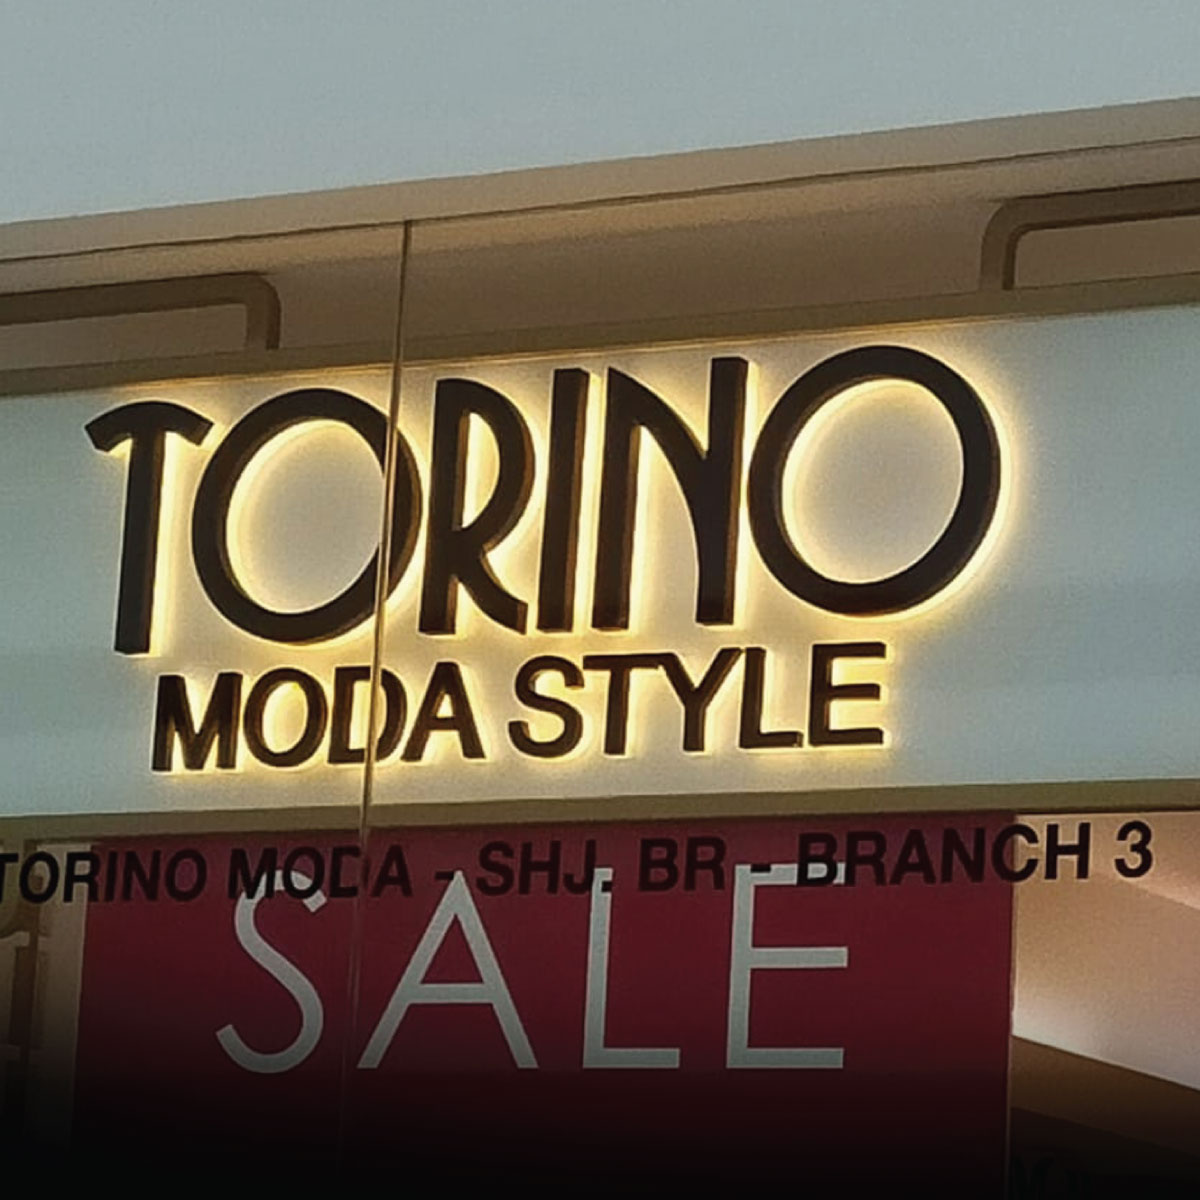 TORINO
MODA STYLE
TORINO MODA - SHJ. BR - BRANCH 3
SALE